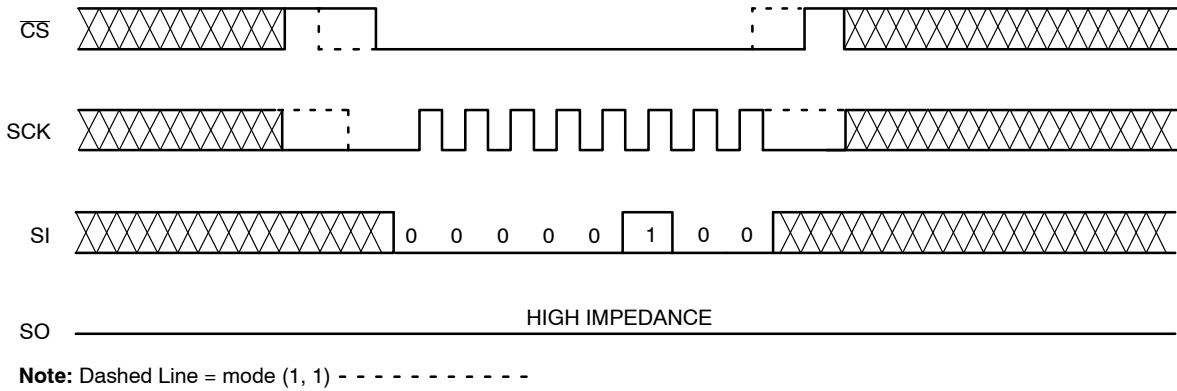 CS
SCK
SI
0 0 0 0 0 1 0 0
SO
HIGH IMPEDANCE
Note: Dashed Line = mode (1, 1) - - - - - - - - - - -